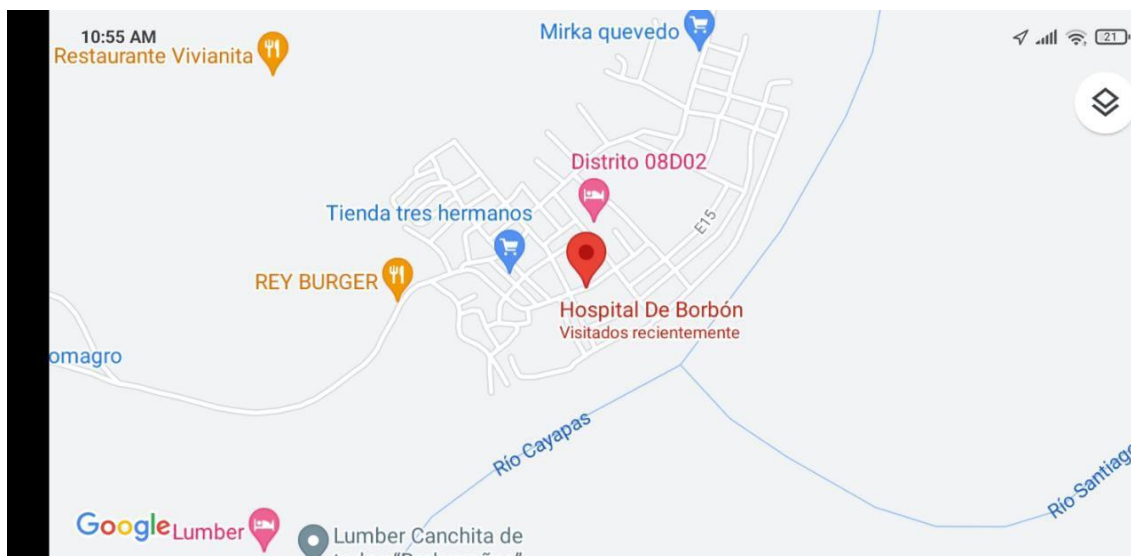 10:55 AM
21
Restaurante Vivianita
Mirka quevedo
Distrito 08D02
Tienda tres hermanos
E15
REY BURGER
Hospital De Borbón
Visitados recientemente
omagro
Río Cayapas
Río Santiago
Google
Lumber
Lumber Canchita de